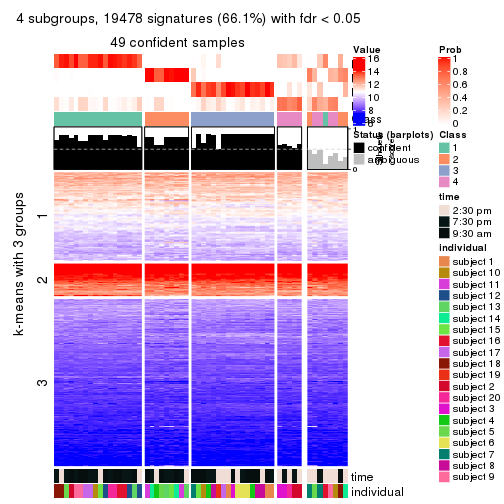 4 subgroups, 19478 signatures (66.1%) with fdr < 0.05
49 confident samples
k-means with 3 groups
1
2
3
Value
16
14
12
10
8
6
Status (barplots)
confident
ambiguous
0
Prob
1
0.8
0.6
0.4
0.2
0
Class
1
2
3
4
time
2:30 pm
7:30 pm
9:30 am
individual
subject 1
subject 10
subject 11
subject 12
subject 13
subject 14
subject 15
subject 16
subject 17
subject 18
subject 19
subject 2
subject 20
subject 3
subject 4
subject 5
subject 6
subject 7
subject 8
subject 9
time
individual